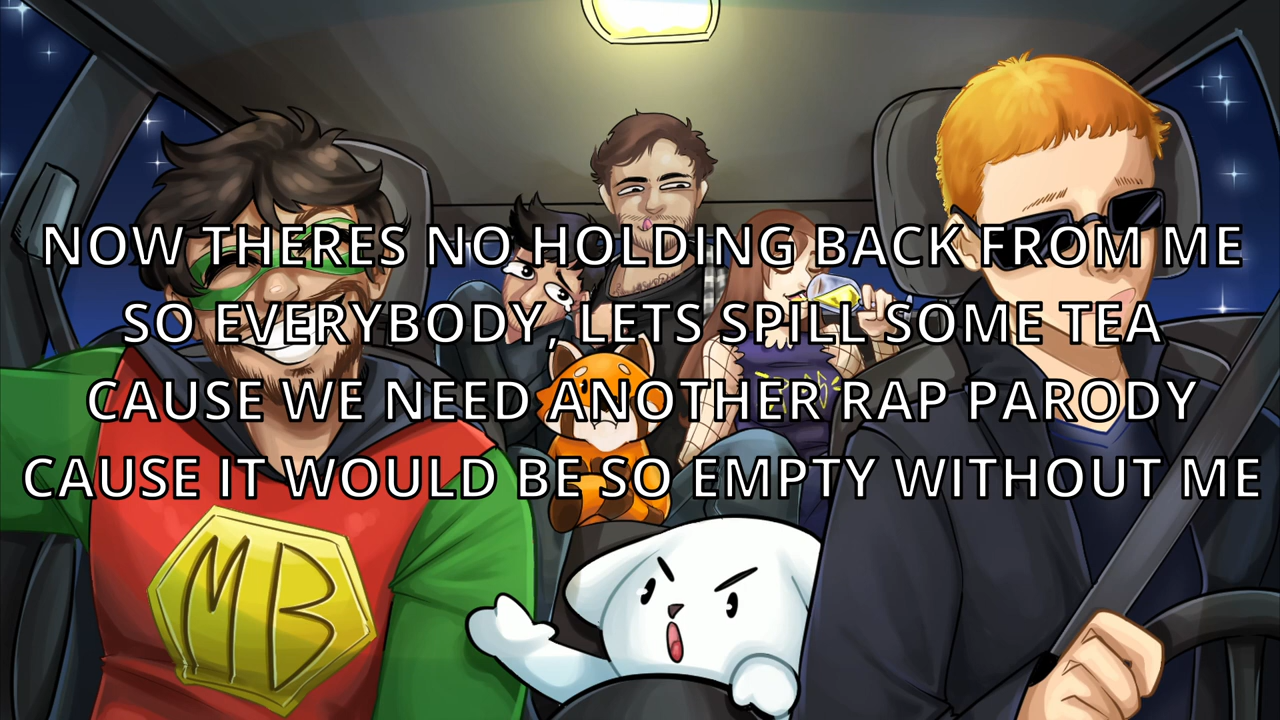 NOW THERES NO HOLDING BACK FROM ME
SO EVERYBODY, LETS SPILL SOME TEA
CAUSE WE NEED ANOTHER RAP PARODY
CAUSE IT WOULD BE SO EMPTY WITHOUT ME
MB